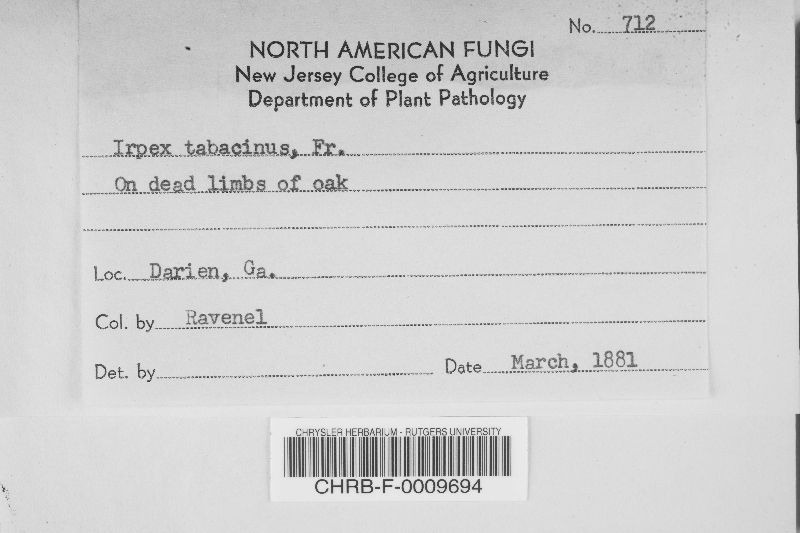 No. 712
NORTH AMERICAN FUNGI
New Jersey College of Agriculture
Department of Plant Pathology
Irpex tabacinus, Fr.
On dead limbs of oak
Loc. Darien, Ga.
Col. by Ravenel
Det. by
Date March, 1881
CHRYSLER HERBARIUM - RUTGERS UNIVERSITY
CHRB-F-0009694